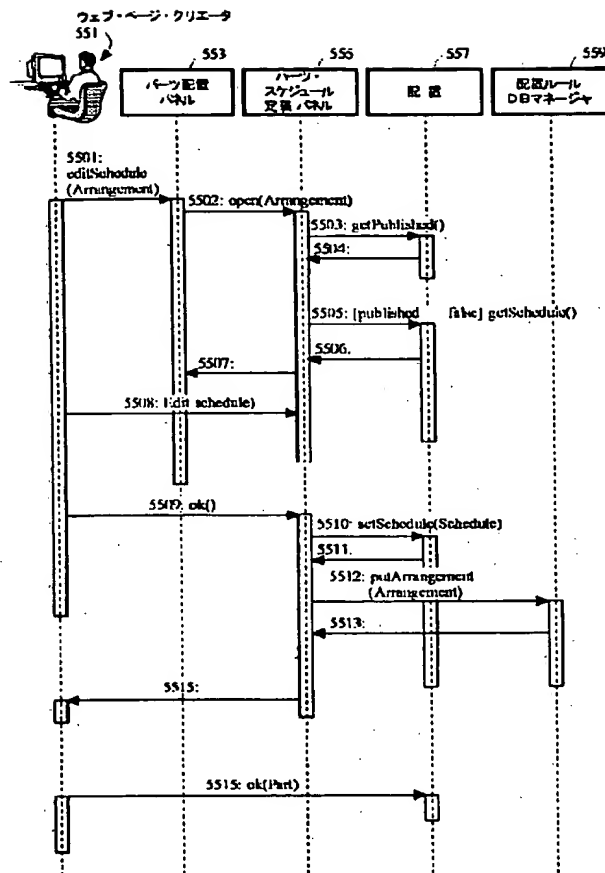 ウェブ・ページ・クリエータ
551
553
555
557
559
パーツ配置
パネル
パーツ・
スケジュール
定義 パネル
配置
配置ルール
DBマネージャ
5501:
editSchedule
(Arrangement)
5502: open(Arrangement)
5503: getPublished()
5504:
5505: [published false] getSchedule()
5506.
5507:
5508: Edit schedule)
5509: ok()
5510: setSchedule(Schedule)
5511.
5512: putArrangement
(Arrangement)
5513:
5515:
5515: ok(Part)